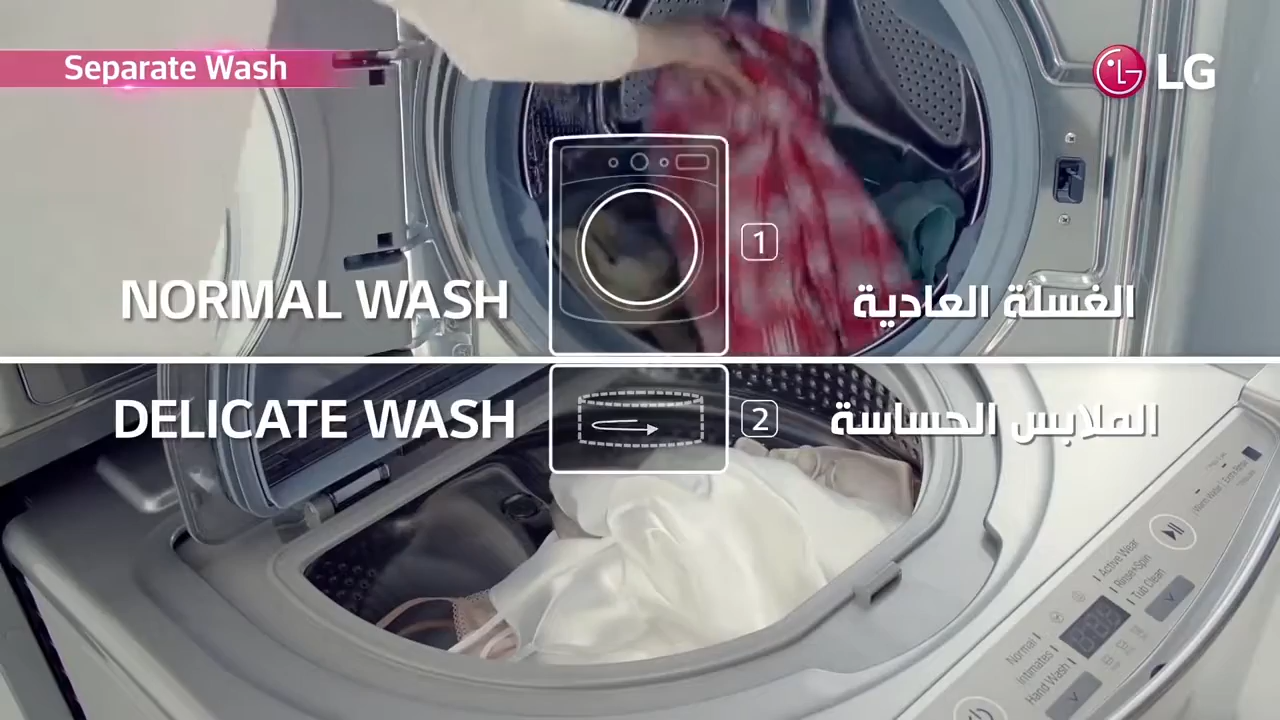 Separate Wash
LG
1
NORMAL WASH
الغسلة العادية
DELICATE WASH
2
الملابس الحساسة
Active Wear
Rinse+Spin
Tub Clean
Normal
Intimates
Hand Wash